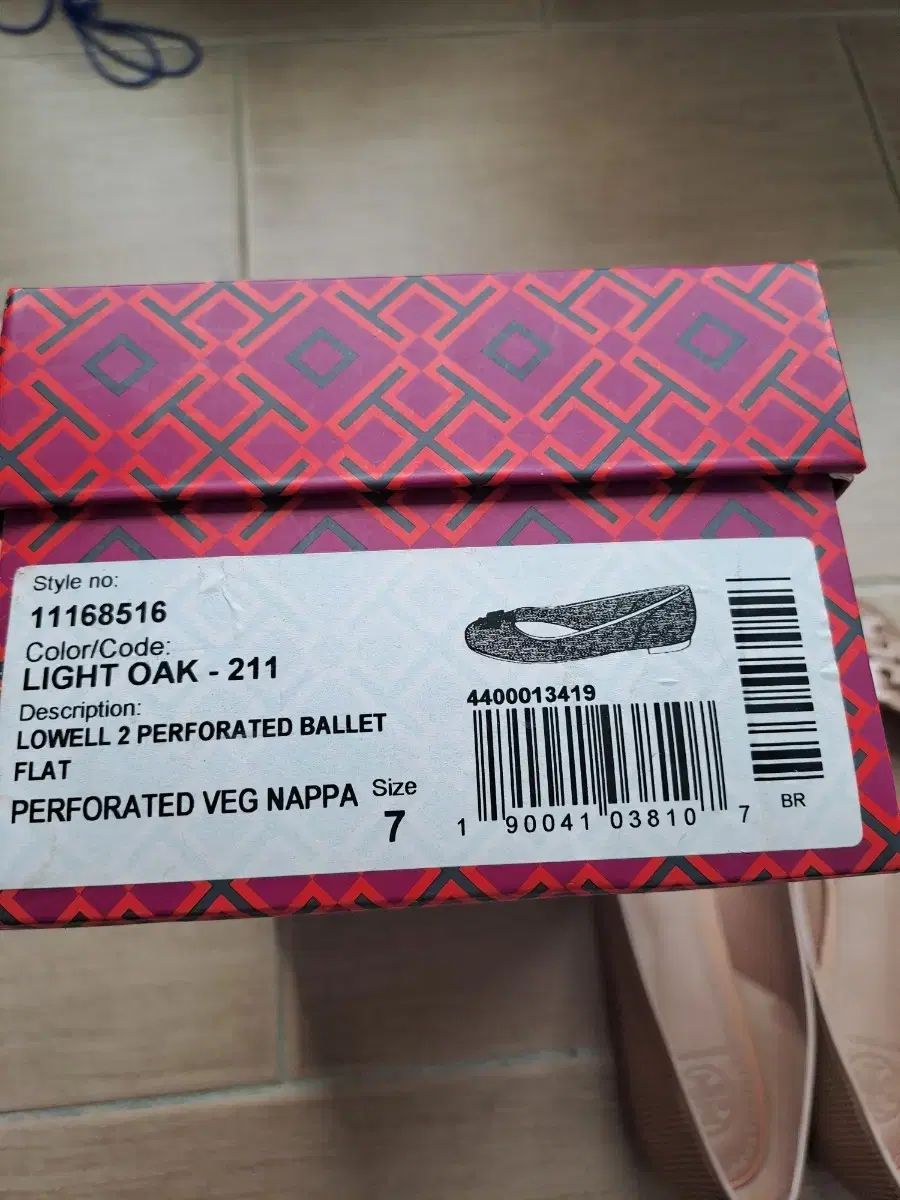 Style no:
11168516
Color/Code:
LIGHT OAK - 211
Description:
LOWELL 2 PERFORATED BALLET
FLAT
PERFORATED VEG NAPPA
Size
7
4400013419
1 90041 03810 7
BR